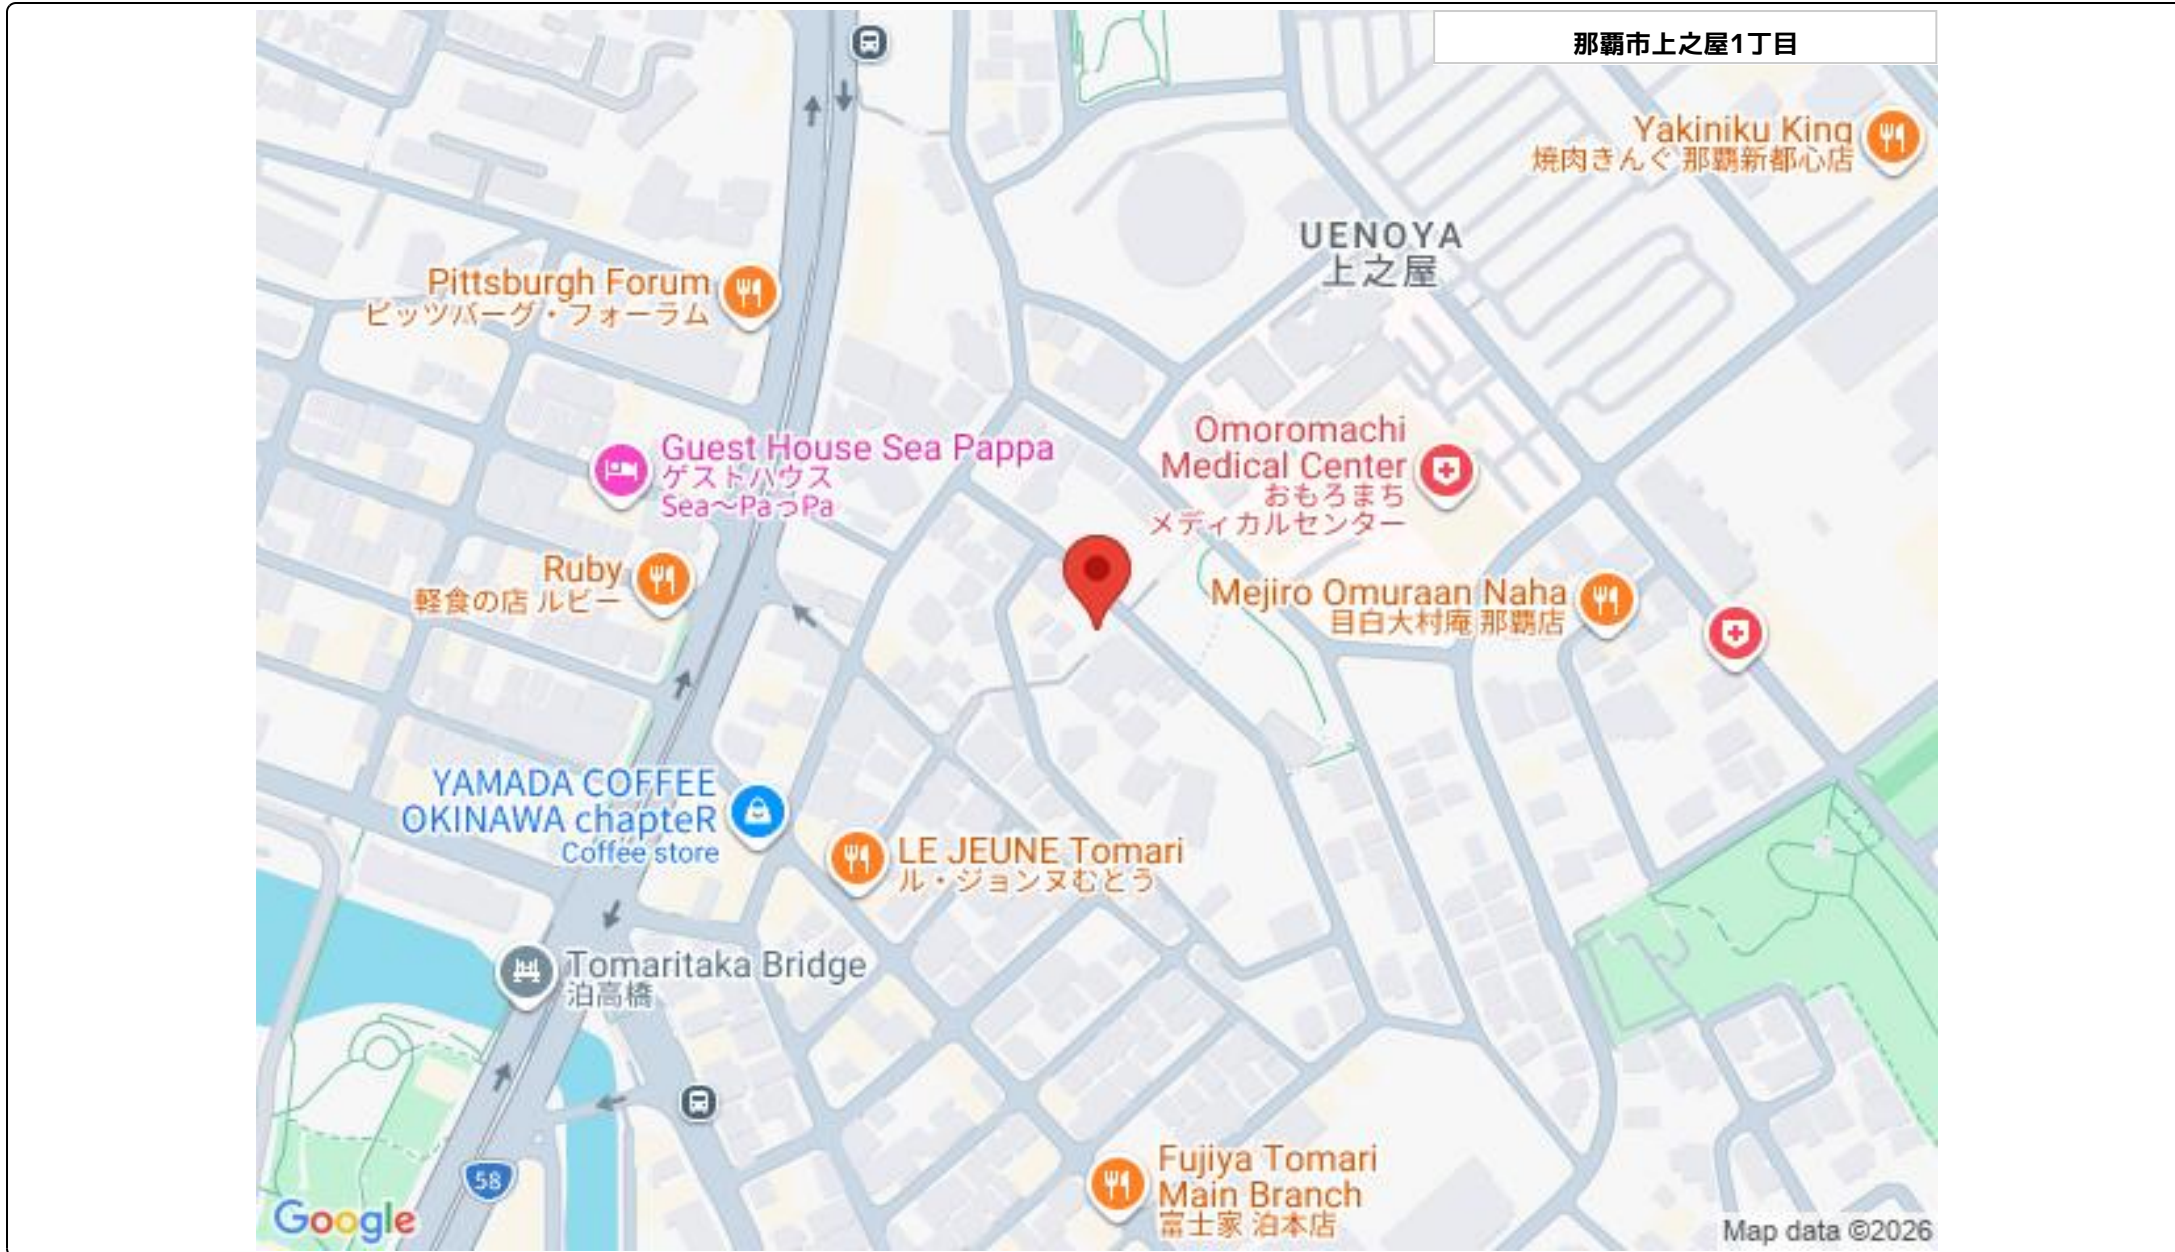 那覇市上之屋1丁目
Yakiniku King
焼肉きんぐ 那覇新都心店
UENOYA
上之屋
Pittsburgh Forum
ピッツバーグ・フォーラム
Guest House Sea Pappa
ゲストハウス
Sea〜PaっPa
Omoromachi
Medical Center
おもろまち
メディカルセンター
Ruby
軽食の店 ルビー
Mejiro Omuraan Naha
目白大村庵 那覇店
YAMADA COFFEE
OKINAWA chapteR
Coffee store
LE JEUNE Tomari
ル・ジョンヌむとう
Tomaritaka Bridge
泊高橋
58
Fujiya Tomari
Main Branch
富士家 泊本店
Google
Map data ©2026